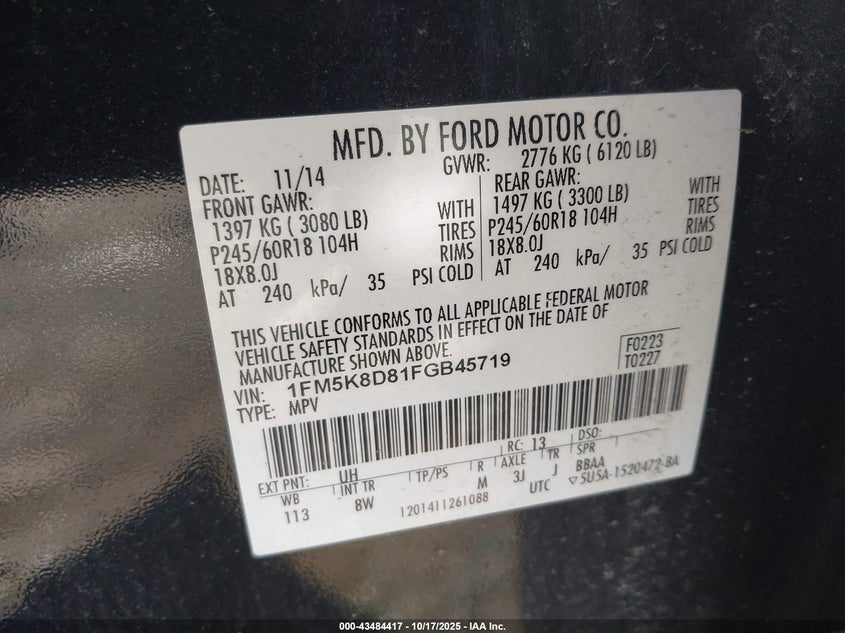 MFD. BY FORD MOTOR CO.
DATE: 11/14
GVWR: 2776 KG ( 6120 LB)
FRONT GAWR:
1397 KG ( 3080 LB) WITH
P245/60R18 104H TIRES
18X8.0J RIMS
AT 240 kPa/ 35 PSI COLD
REAR GAWR:
1497 KG ( 3300 LB) WITH
P245/60R18 104H TIRES
18X8.0J RIMS
AT 240 kPa/ 35 PSI COLD
THIS VEHICLE CONFORMS TO ALL APPLICABLE FEDERAL MOTOR
VEHICLE SAFETY STANDARDS IN EFFECT ON THE DATE OF
MANUFACTURE SHOWN ABOVE.
VIN: 1FM5K8D81FGB45719
TYPE: MPV
F0223
T0227
RC: 13 DSO:
EXT PNT: UH
WB INT TR TP/PS R AXLE TR SPR
113 8W M 3J J BBAA
1201411261088 UTC ▽5U5A-1520472-BA
000-43484417 - 10/17/2025 - IAA Inc.